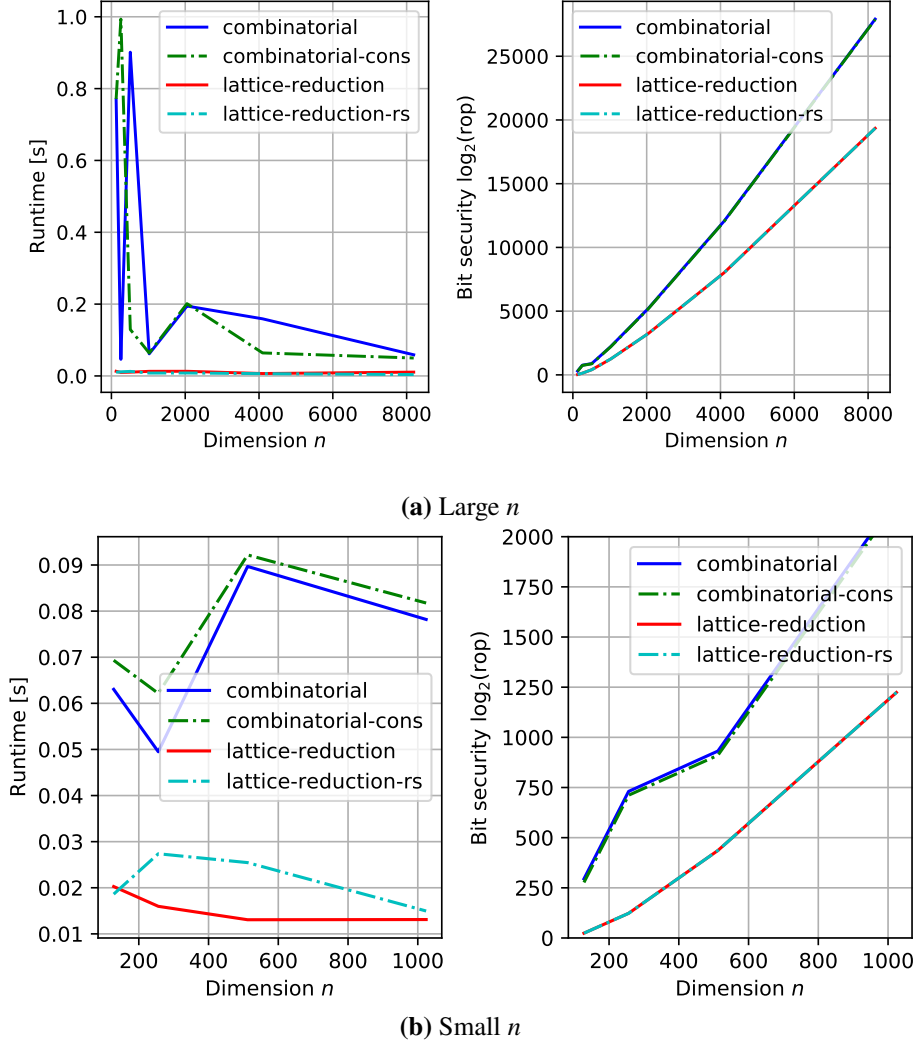 1.0
0.8
0.6
0.4
0.2
0.0
Runtime [s]
combinatorial
combinatorial-cons
lattice-reduction
lattice-reduction-rs
0 2000 4000 6000 8000
Dimension n
25000
20000
15000
10000
5000
0
Bit security log₂(rop)
combinatorial
combinatorial-cons
lattice-reduction
lattice-reduction-rs
0 2000 4000 6000 8000
Dimension n
(a) Large n
0.09
0.08
0.07
0.06
0.05
0.04
0.03
0.02
0.01
Runtime [s]
combinatorial
combinatorial-cons
lattice-reduction
lattice-reduction-rs
200 400 600 800 1000
Dimension n
2000
1750
1500
1250
1000
750
500
250
0
Bit security log₂(rop)
combinatorial
combinatorial-cons
lattice-reduction
lattice-reduction-rs
200 400 600 800 1000
Dimension n
(b) Small n